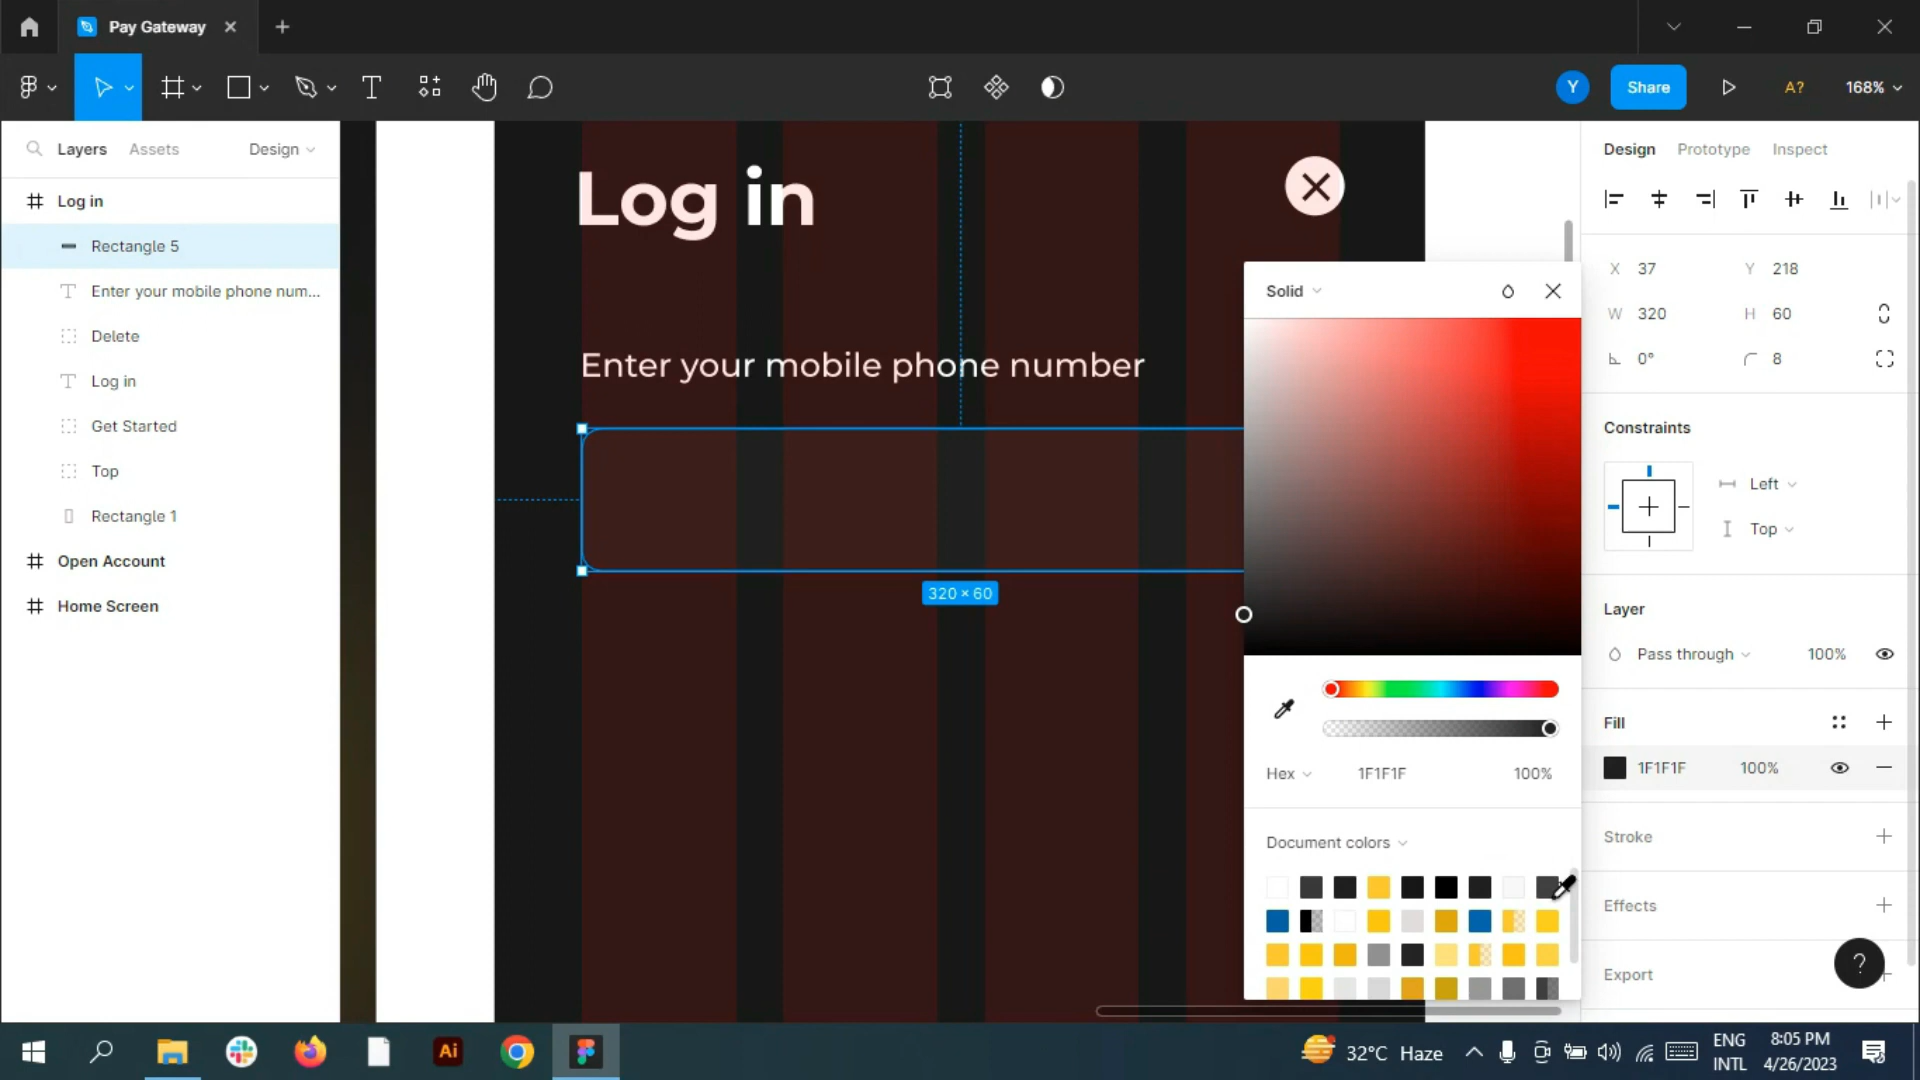 Pay Gateway
Y
Share
A?
168%
Layers
Assets
Design
Log in
Rectangle 5
Enter your mobile phone num...
Delete
Log in
Get Started
Top
Rectangle 1
Open Account
Home Screen
Log in
Enter your mobile phone number
320 × 60
Solid
Hex
1F1F1F
100%
Document colors
Design
Prototype
Inspect
X 37
Y 218
W 320
H 60
0°
8
Constraints
Left
Top
Layer
Pass through
100%
Fill
1F1F1F
100%
Stroke
Effects
Export
?
Ai
32°C Haze
ENG
INTL
8:05 PM
4/26/2023